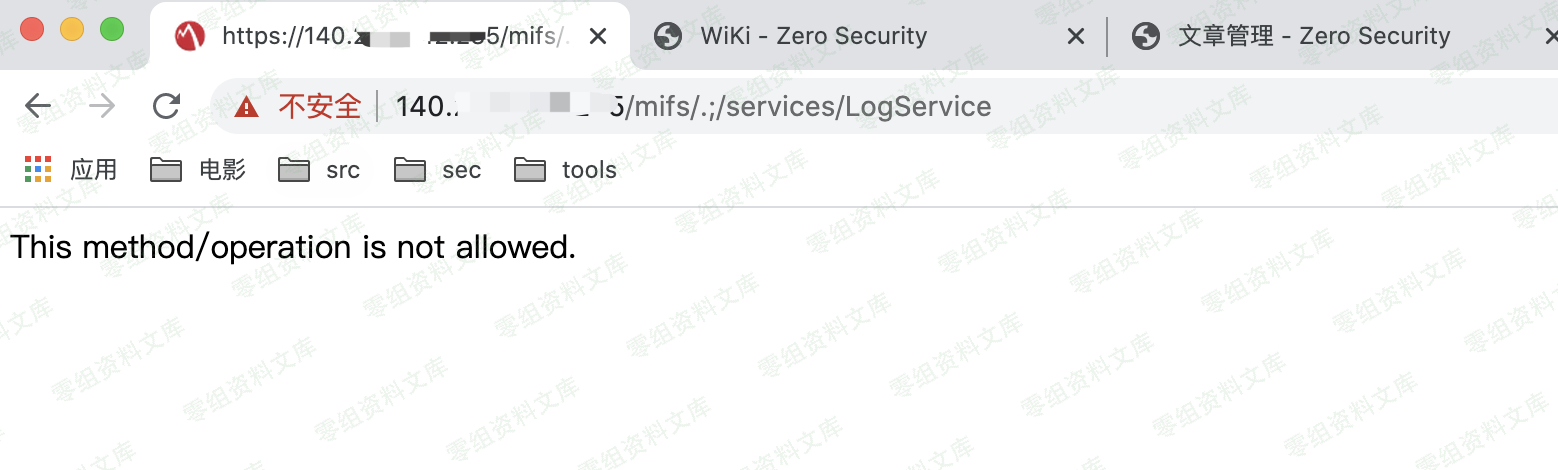 https://140. 5/mifs/. WiKi - Zero Security 文章管理 - Zero Security
不安全 140. 5/mifs/.;/services/LogService
应用 电影 src sec tools
This method/operation is not allowed.
零组资料文库